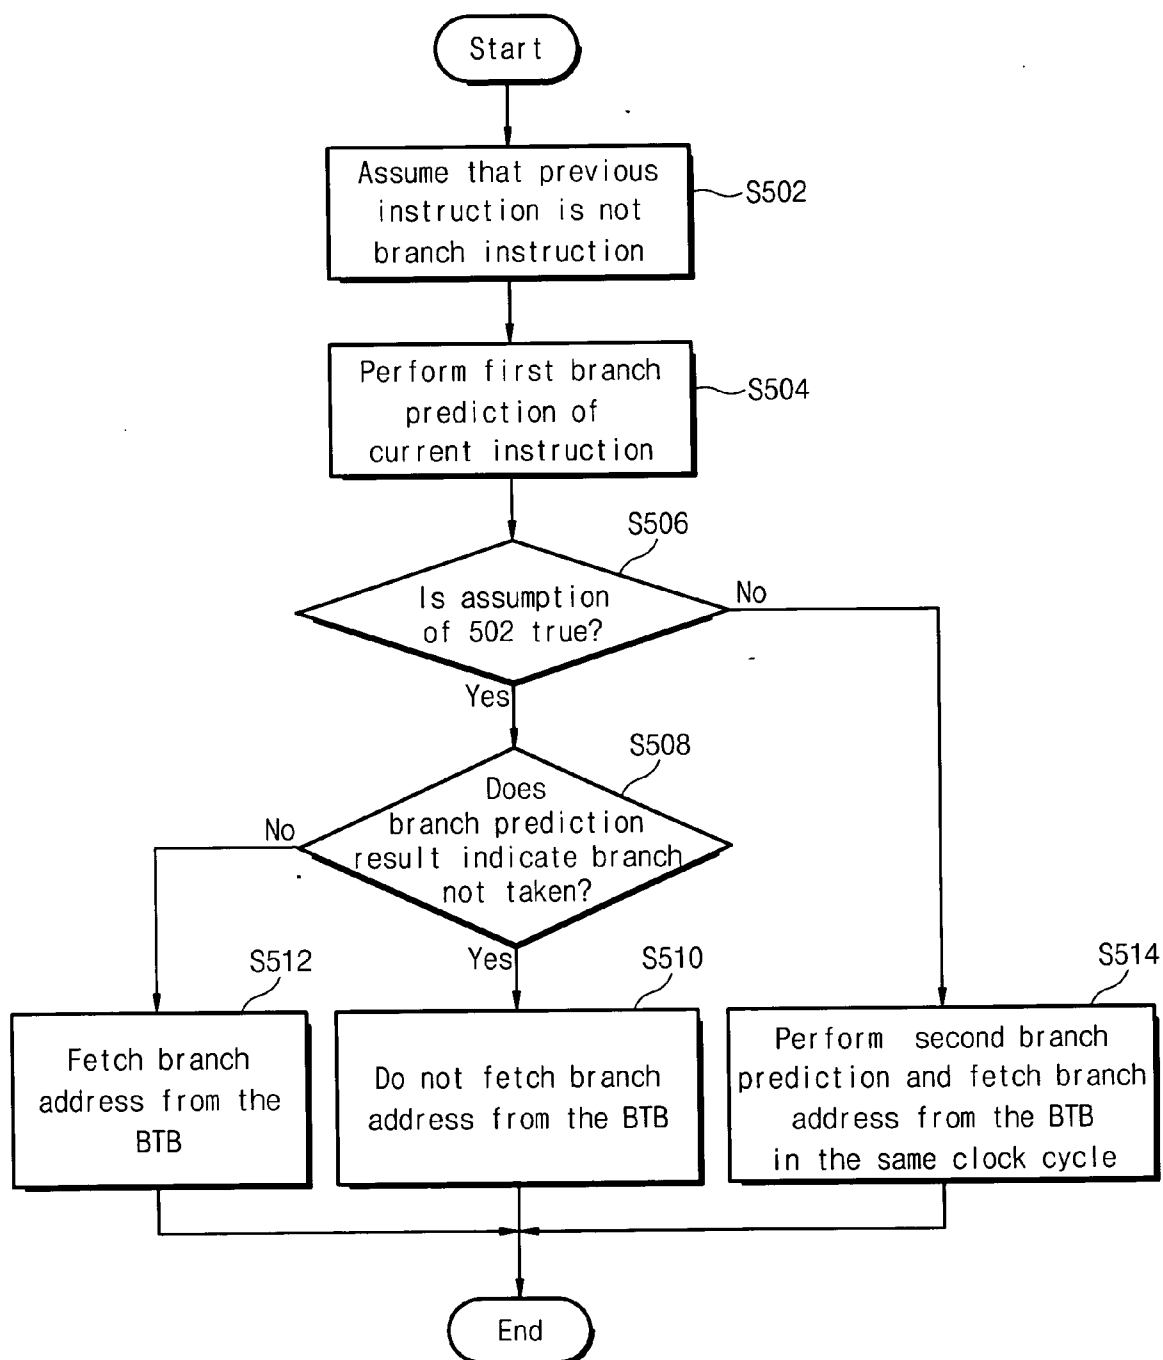 Start
Assume that previous
instruction is not
branch instruction
S502
Perform first branch
prediction of
current instruction
S504
S506
Is assumption
of 502 true?
No
Yes
S508
Does
branch prediction
result indicate branch
not taken?
No
Yes
S512
Fetch branch
address from the
BTB
S510
Do not fetch branch
address from the BTB
S514
Perform second branch
prediction and fetch branch
address from the BTB
in the same clock cycle
End